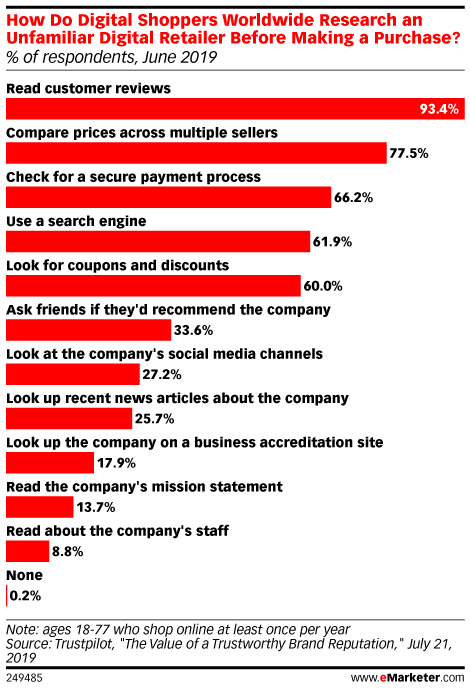 How Do Digital Shoppers Worldwide Research an
Unfamiliar Digital Retailer Before Making a Purchase?
% of respondents, June 2019
Read customer reviews
93.4%
Compare prices across multiple sellers
77.5%
Check for a secure payment process
66.2%
Use a search engine
61.9%
Look for coupons and discounts
60.0%
Ask friends if they'd recommend the company
33.6%
Look at the company's social media channels
27.2%
Look up recent news articles about the company
25.7%
Look up the company on a business accreditation site
17.9%
Read the company's mission statement
13.7%
Read about the company's staff
8.8%
None
0.2%
Note: ages 18-77 who shop online at least once per year
Source: Trustpilot, "The Value of a Trustworthy Brand Reputation," July 21,
2019
249485 www.eMarketer.com